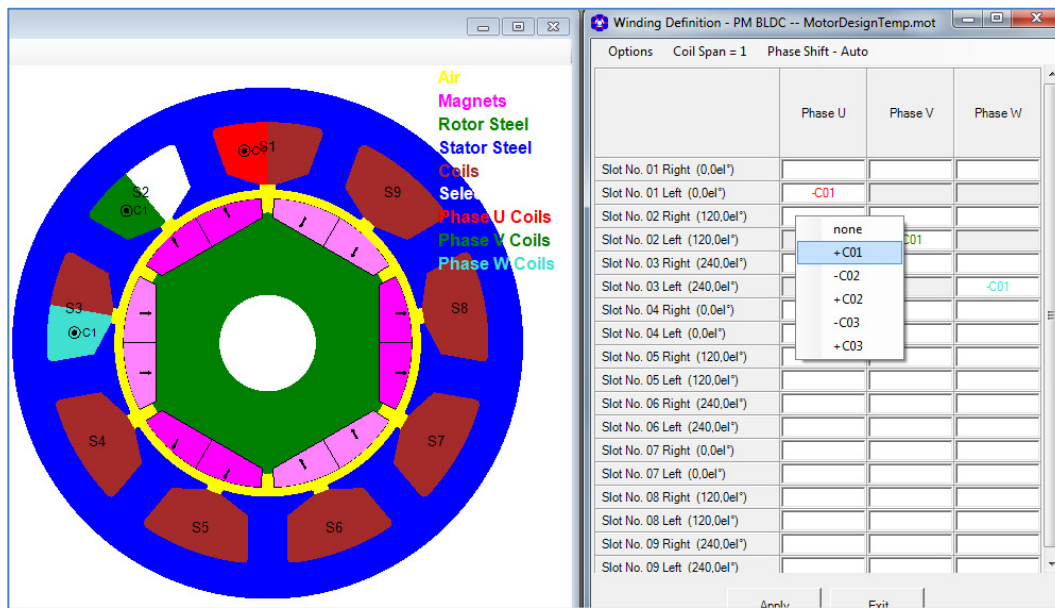 Air
Magnets
Rotor Steel
Stator Steel
Coils
Selec
Phase U Coils
Phase V Coils
Phase W Coils
S1
S2
C1
S3
C1
S4
S5
S6
S7
S8
S9
Winding Definition - PM BLDC -- MotorDesignTemp.mot
Options Coil Span = 1 Phase Shift - Auto
Phase U Phase V Phase W
Slot No. 01 Right (0,0el°)
Slot No. 01 Left (0,0el°) -C01
Slot No. 02 Right (120,0el°)
Slot No. 02 Left (120,0el°) C01
Slot No. 03 Right (240,0el°)
Slot No. 03 Left (240,0el°) -C01
Slot No. 04 Right (0,0el°)
Slot No. 04 Left (0,0el°)
Slot No. 05 Right (120,0el°)
Slot No. 05 Left (120,0el°)
Slot No. 06 Right (240,0el°)
Slot No. 06 Left (240,0el°)
Slot No. 07 Right (0,0el°)
Slot No. 07 Left (0,0el°)
Slot No. 08 Right (120,0el°)
Slot No. 08 Left (120,0el°)
Slot No. 09 Right (240,0el°)
Slot No. 09 Left (240,0el°)
none
+C01
-C02
+C02
-C03
+C03
Apply Exit